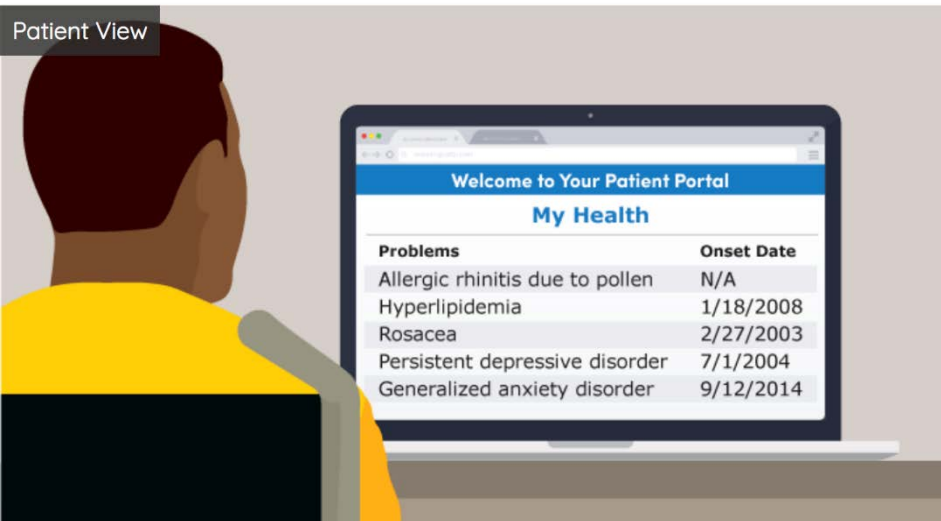 Patient View
Welcome to Your Patient Portal
My Health
Problems Onset Date
Allergic rhinitis due to pollen N/A
Hyperlipidemia 1/18/2008
Rosacea 2/27/2003
Persistent depressive disorder 7/1/2004
Generalized anxiety disorder 9/12/2014